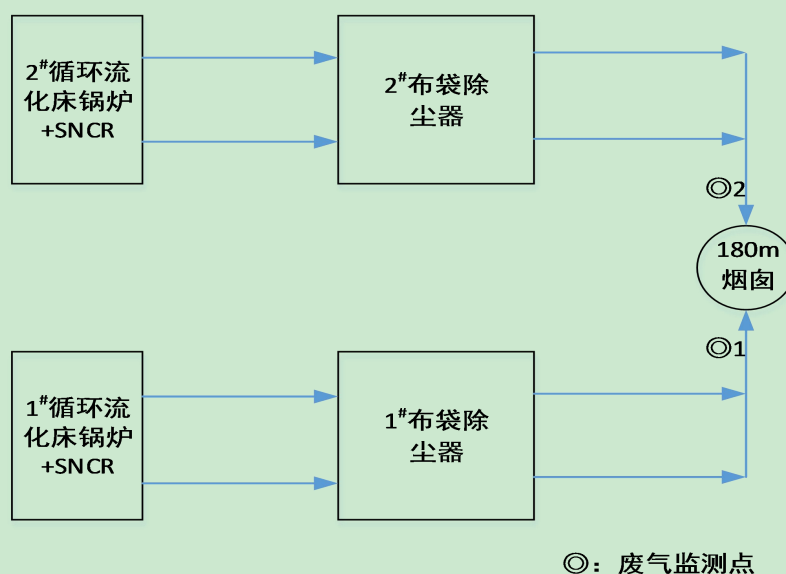 2#循环流
化床锅炉
+SNCR
2#布袋除
尘器
◎2
180m
烟囱
◎1
1#循环流
化床锅炉
+SNCR
1#布袋除
尘器
◎：废气监测点